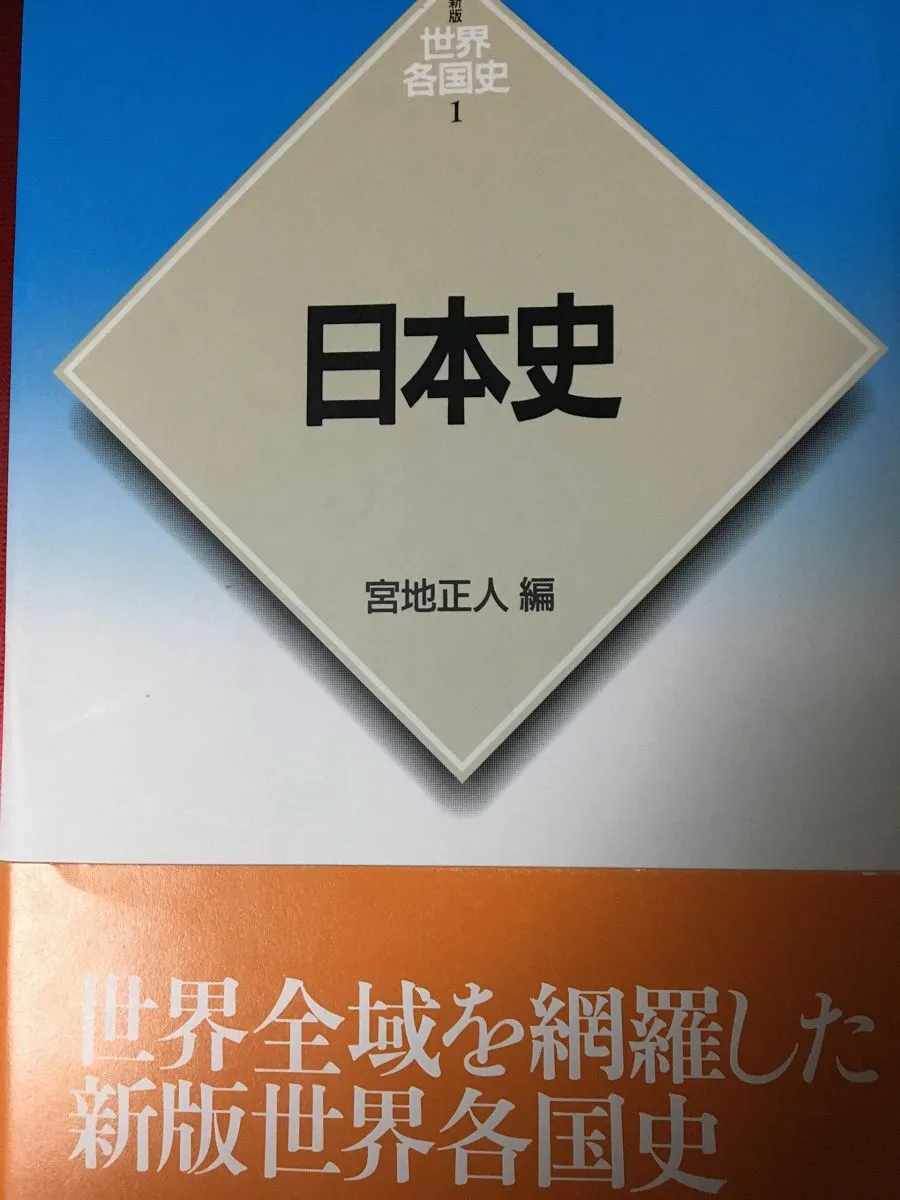 新版
世界
各国史
1
日本史
宮地正人 編
世界全域を網羅した
新版世界各国史